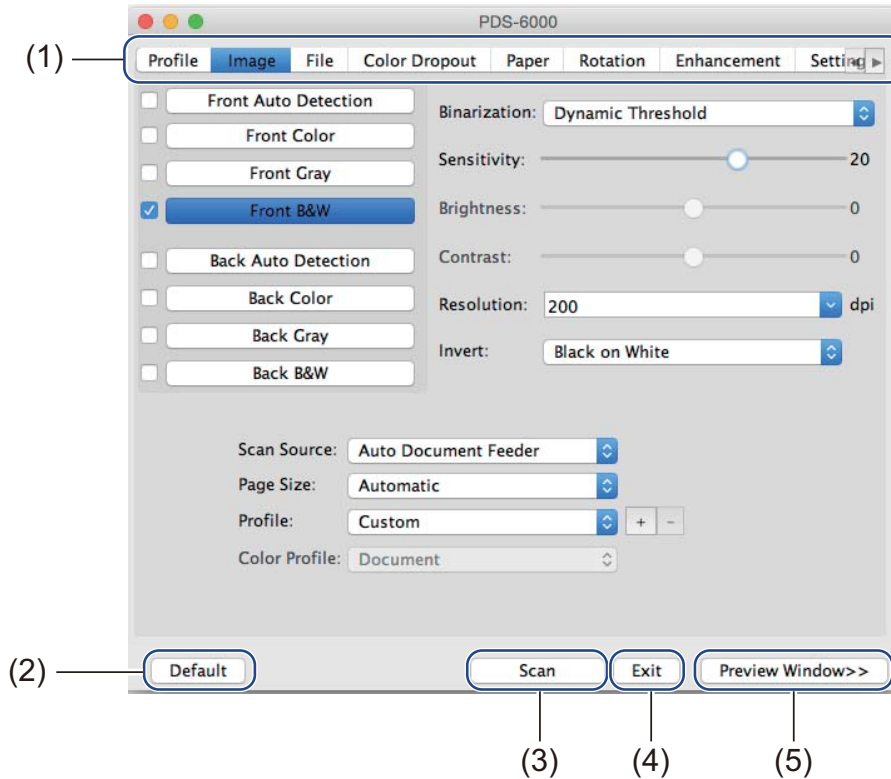 PDS-6000
(1)
Profile Image File Color Dropout Paper Rotation Enhancement Setting
Front Auto Detection
Front Color
Front Gray
Front B&W
Back Auto Detection
Back Color
Back Gray
Back B&W
Binarization: Dynamic Threshold
Sensitivity: 20
Brightness: 0
Contrast: 0
Resolution: 200 dpi
Invert: Black on White
Scan Source: Auto Document Feeder
Page Size: Automatic
Profile: Custom + -
Color Profile: Document
(2) Default Scan Exit Preview Window>>
(3) (4) (5)